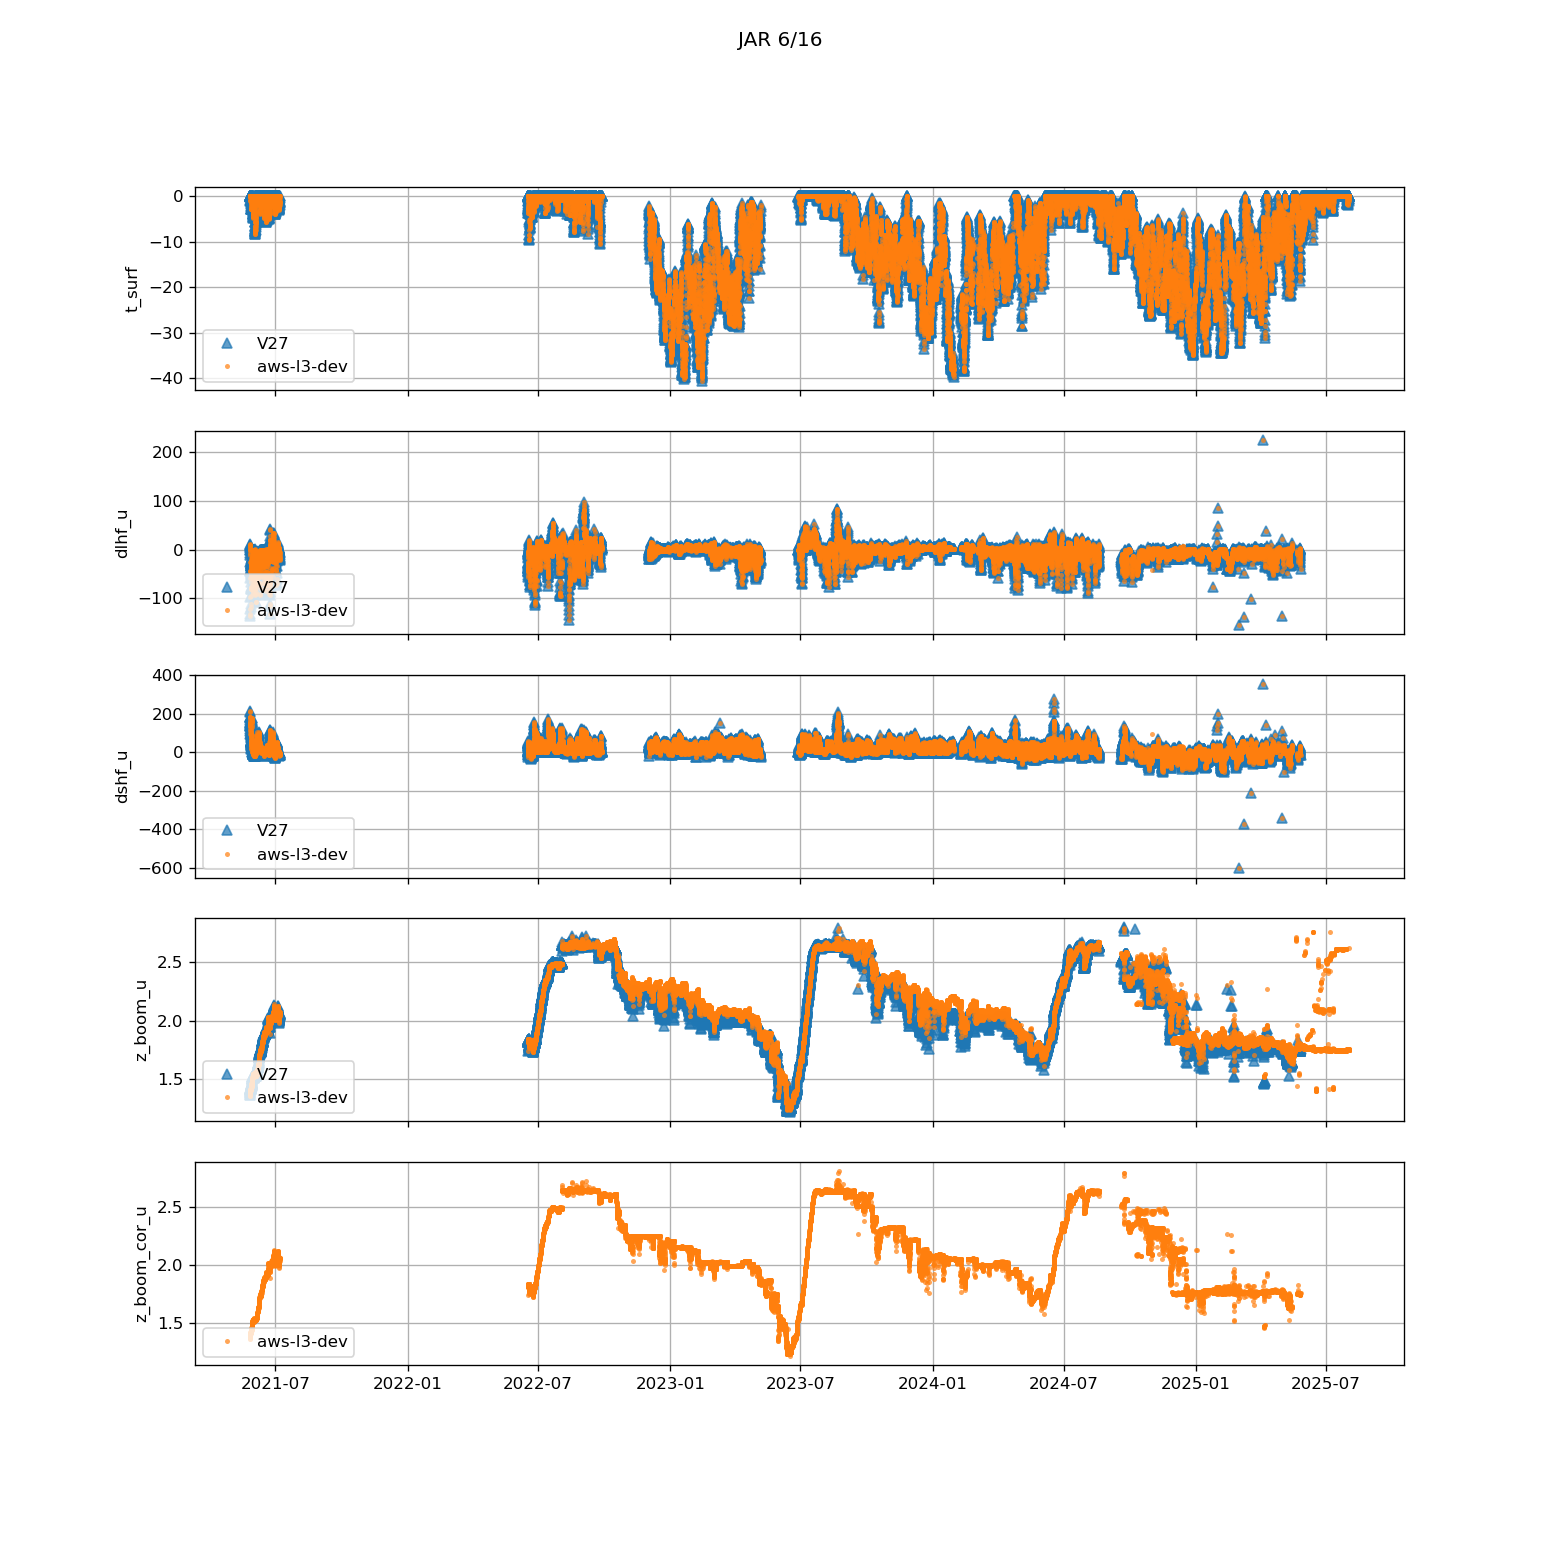 JAR 6/16
0
−10
−20
−30
−40
t_surf
V27
aws-l3-dev
200
100
0
−100
dlhf_u
V27
aws-l3-dev
400
200
0
−200
−400
−600
dshf_u
V27
aws-l3-dev
2.5
2.0
1.5
z_boom_u
V27
aws-l3-dev
2.5
2.0
1.5
z_boom_cor_u
aws-l3-dev
2021-07
2022-01
2022-07
2023-01
2023-07
2024-01
2024-07
2025-01
2025-07